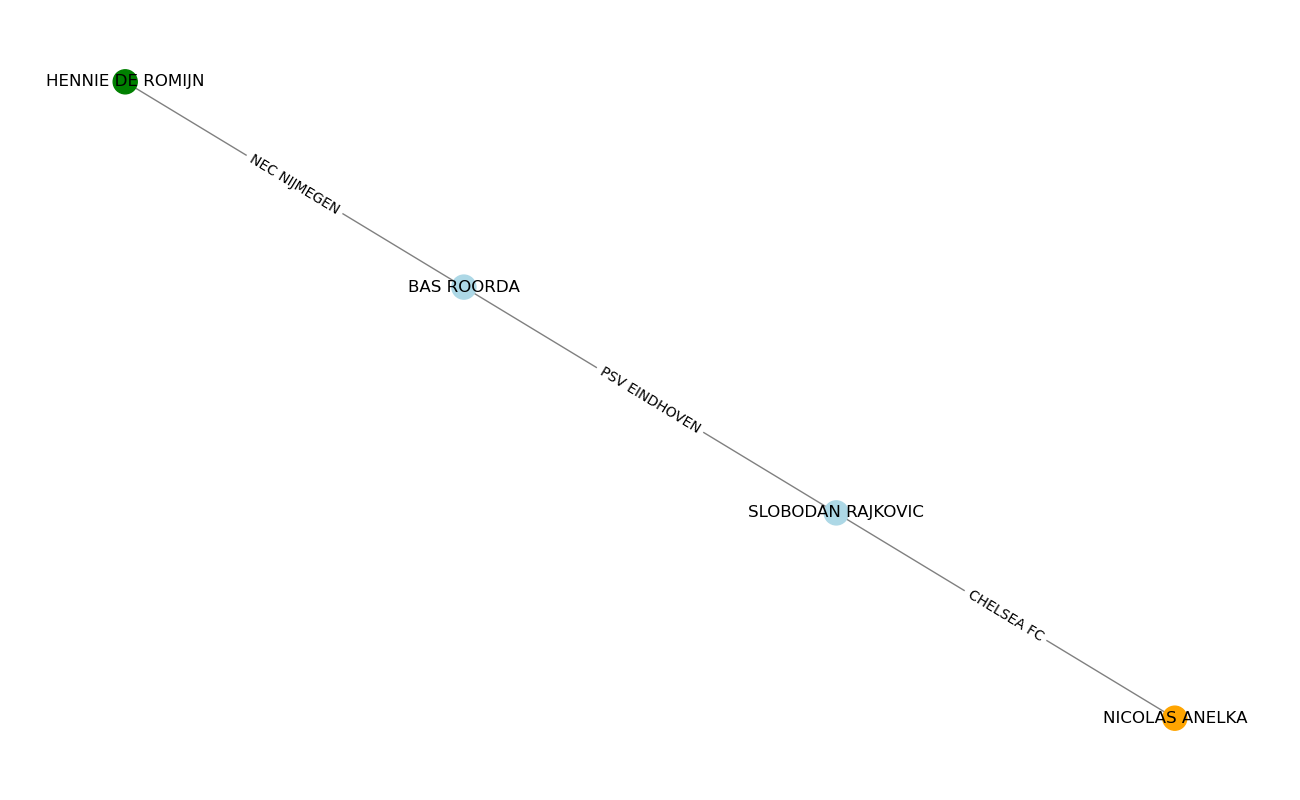 HENNIE DE ROMIJN
NEC NIJMEGEN
BAS ROORDA
PSV EINDHOVEN
SLOBODAN RAJKOVIC
CHELSEA FC
NICOLAS ANELKA